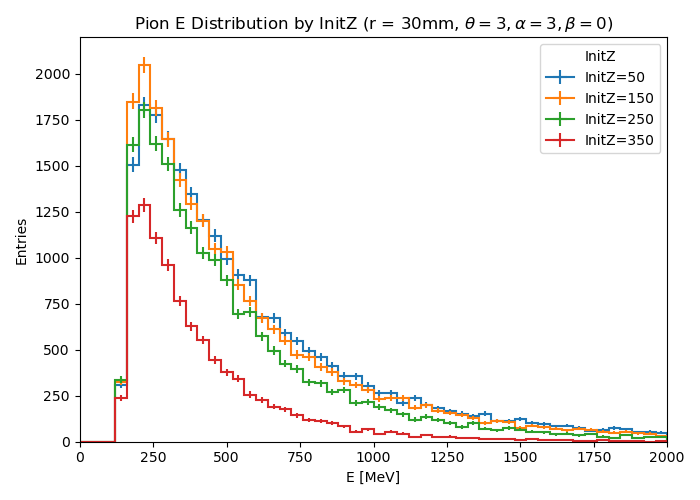 Pion E Distribution by InitZ (r = 30mm, θ = 3, α = 3, β = 0)
InitZ
InitZ=50
InitZ=150
InitZ=250
InitZ=350
Entries
2000
1750
1500
1250
1000
750
500
250
0
0 250 500 750 1000 1250 1500 1750 2000
E [MeV]